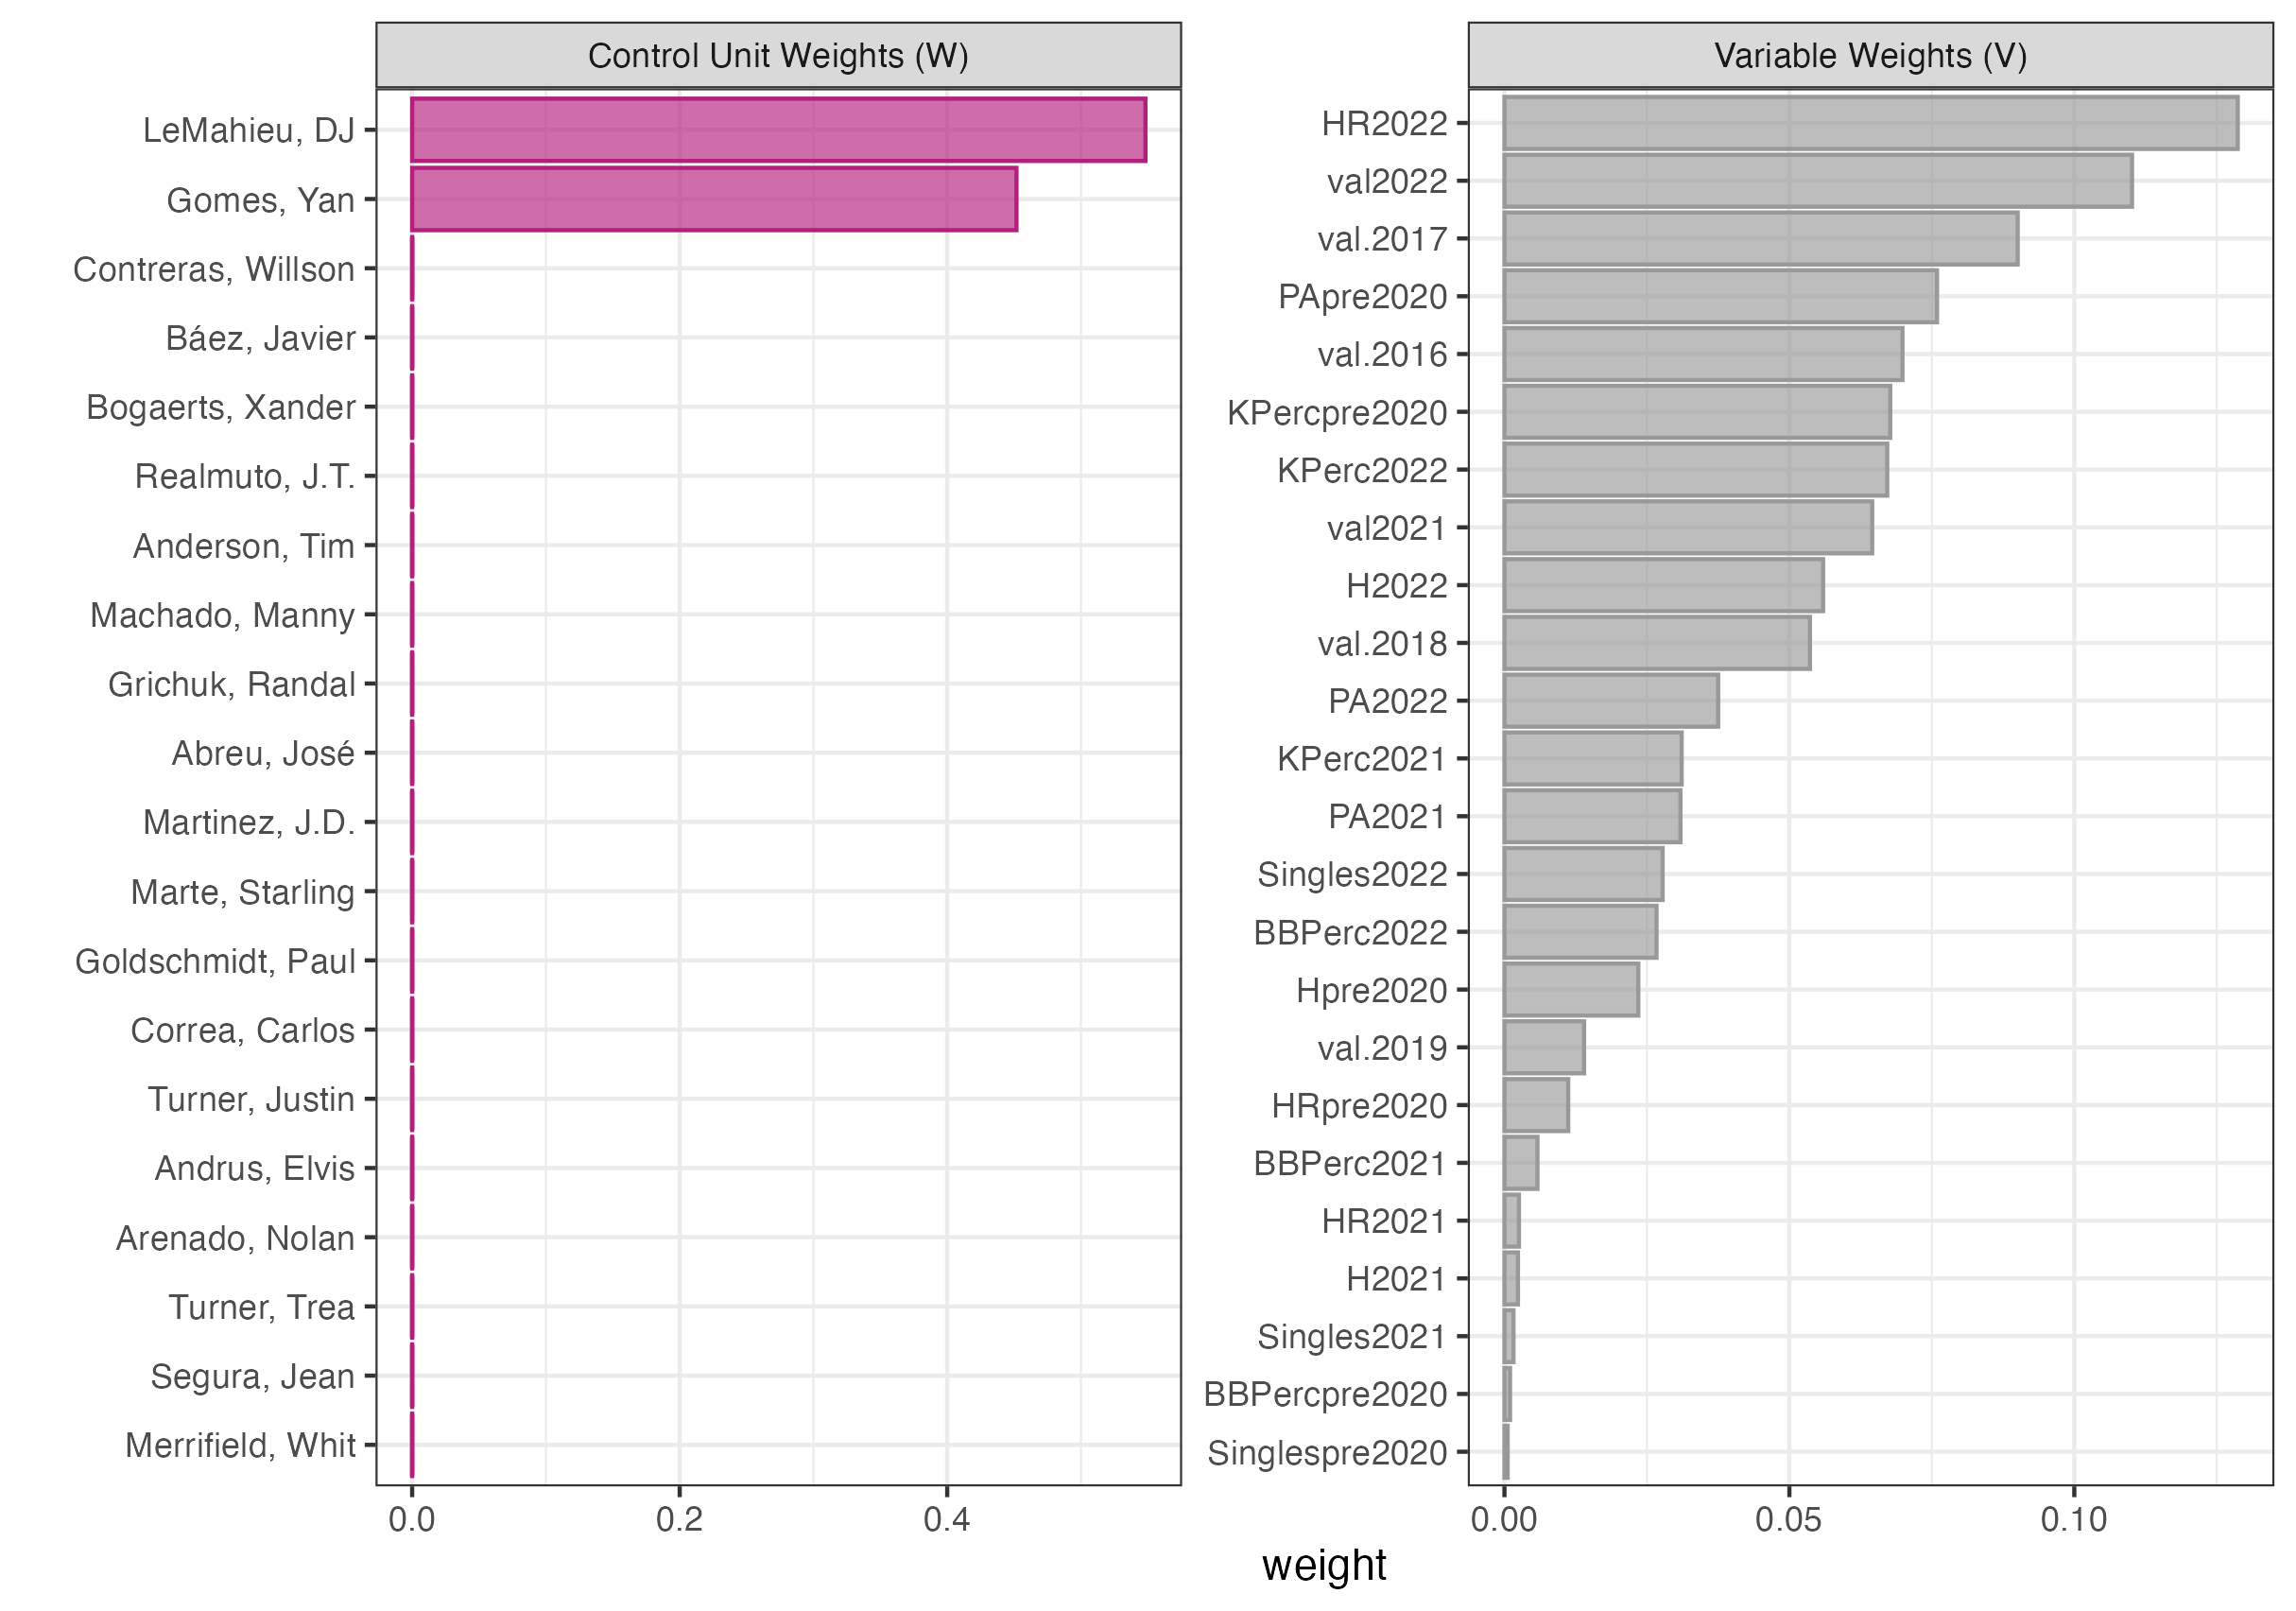 Control Unit Weights (W)
LeMahieu, DJ
Gomes, Yan
Contreras, Willson
Báez, Javier
Bogaerts, Xander
Realmuto, J.T.
Anderson, Tim
Machado, Manny
Grichuk, Randal
Abreu, José
Martinez, J.D.
Marte, Starling
Goldschmidt, Paul
Correa, Carlos
Turner, Justin
Andrus, Elvis
Arenado, Nolan
Turner, Trea
Segura, Jean
Merrifield, Whit
0.0 0.2 0.4
Variable Weights (V)
HR2022
val2022
val.2017
PApre2020
val.2016
KPercpre2020
KPerc2022
val2021
H2022
val.2018
PA2022
KPerc2021
PA2021
Singles2022
BBPerc2022
Hpre2020
val.2019
HRpre2020
BBPerc2021
HR2021
H2021
Singles2021
BBPercpre2020
Singlespre2020
0.00 0.05 0.10
weight